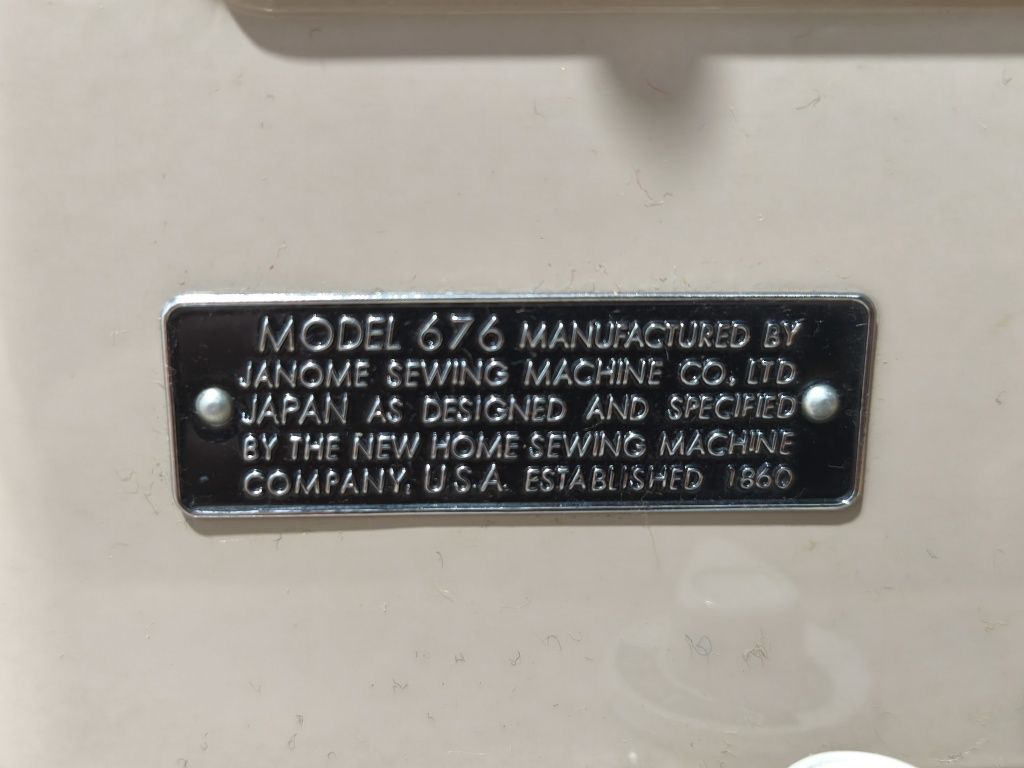 MODEL 676 MANUFACTURED BY
JANOME SEWING MACHINE CO., LTD
JAPAN AS DESIGNED AND SPECIFIED
BY THE NEW HOME SEWING MACHINE
COMPANY, U.S.A. ESTABLISHED 1860